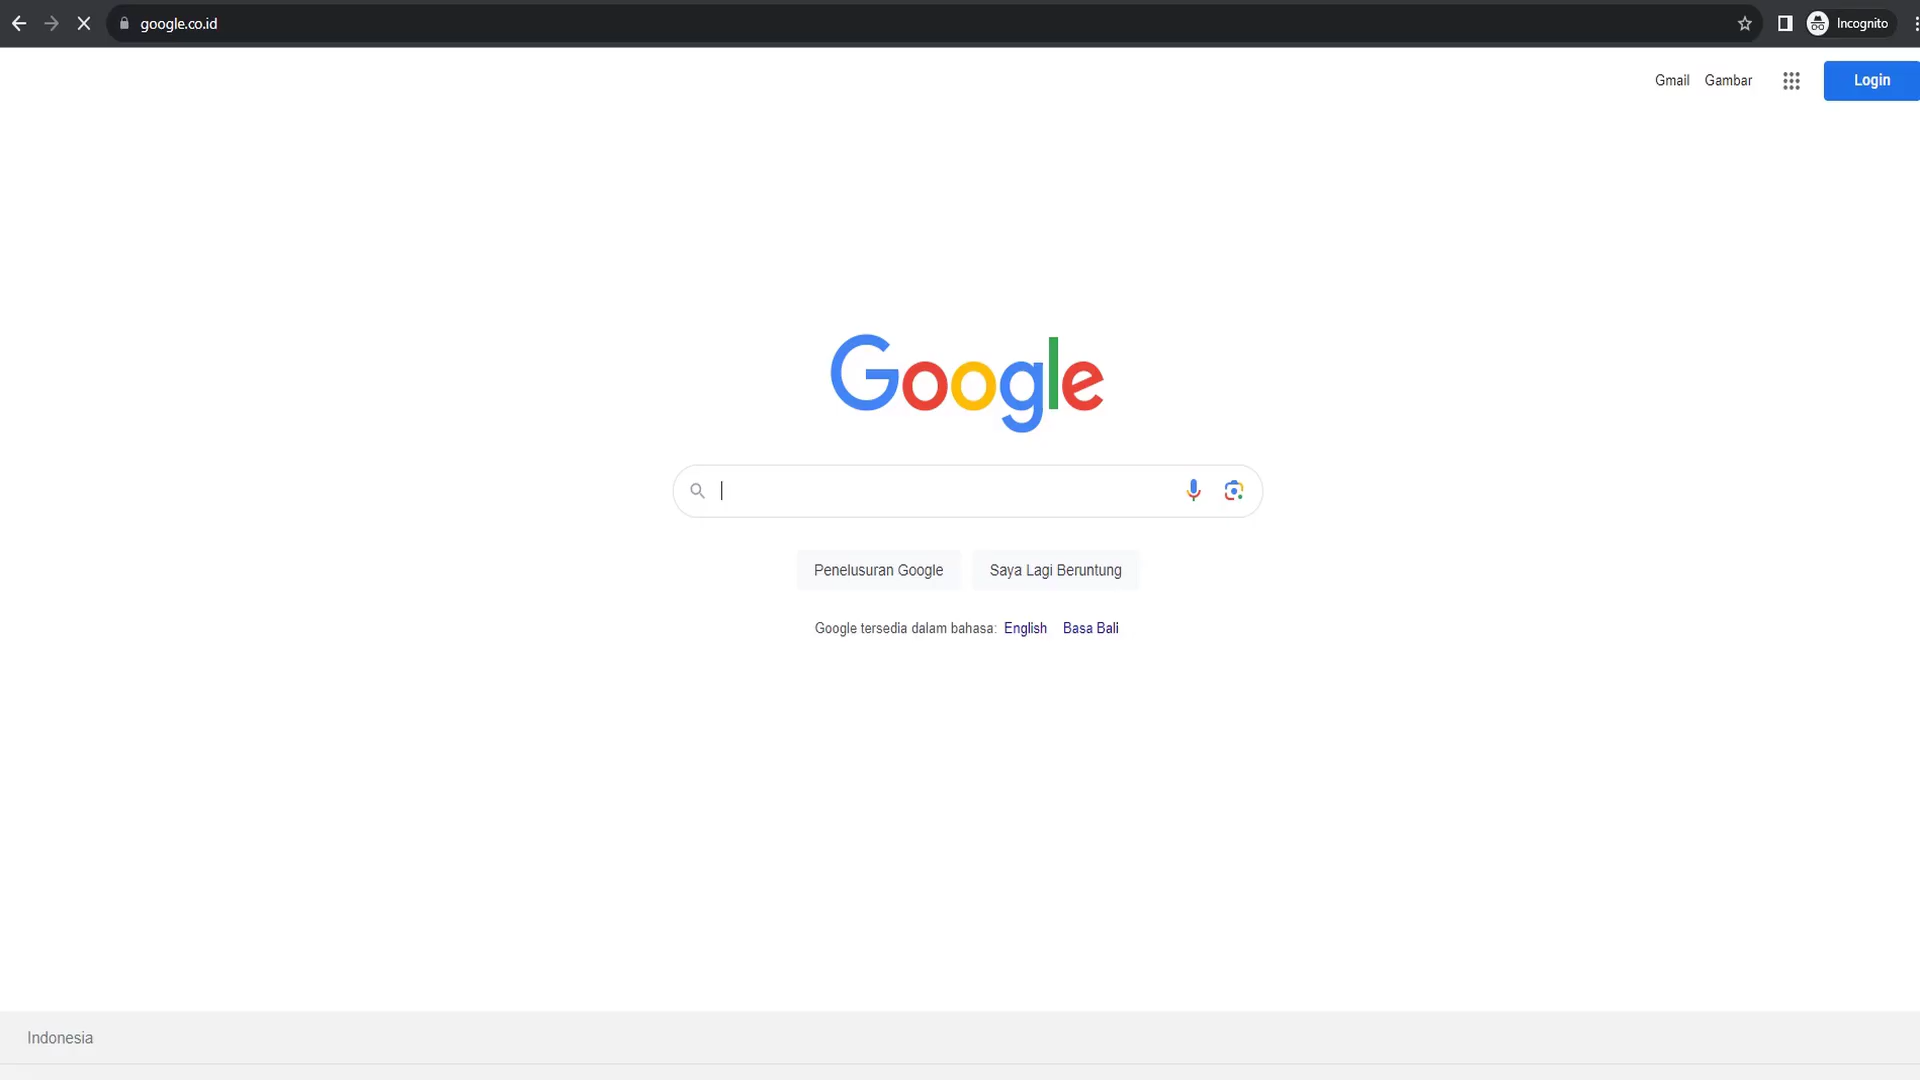 google.co.id
Incognito
Gmail Gambar
Login
Google
Penelusuran Google
Saya Lagi Beruntung
Google tersedia dalam bahasa: English Basa Bali
Indonesia